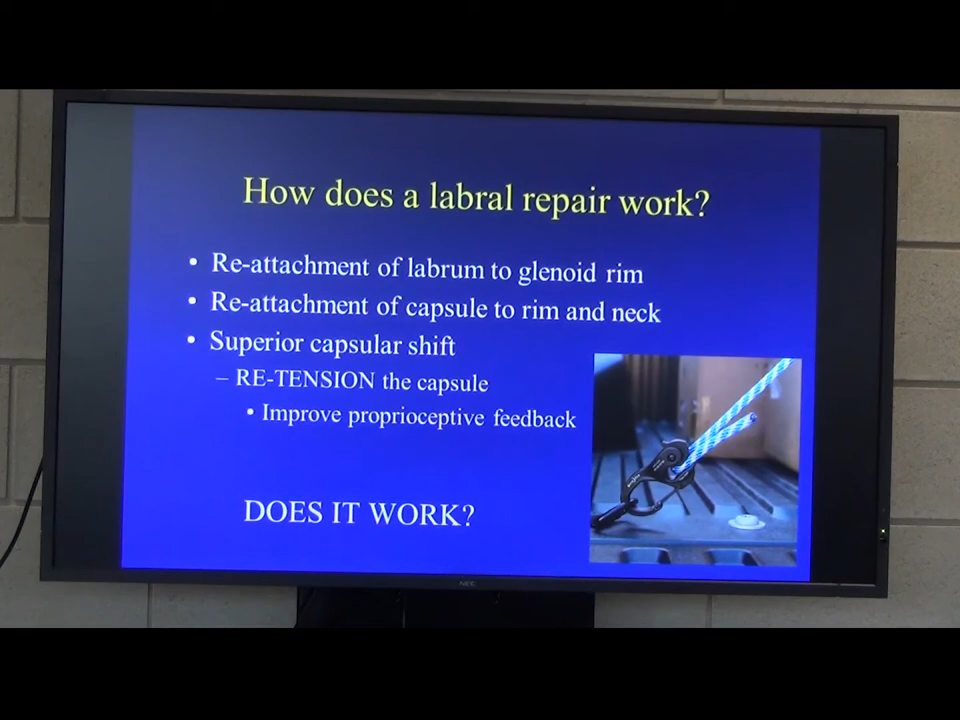 How does a labral repair work?
• Re-attachment of labrum to glenoid rim
• Re-attachment of capsule to rim and neck
• Superior capsular shift
– RE-TENSION the capsule
• Improve proprioceptive feedback
DOES IT WORK?
NEC